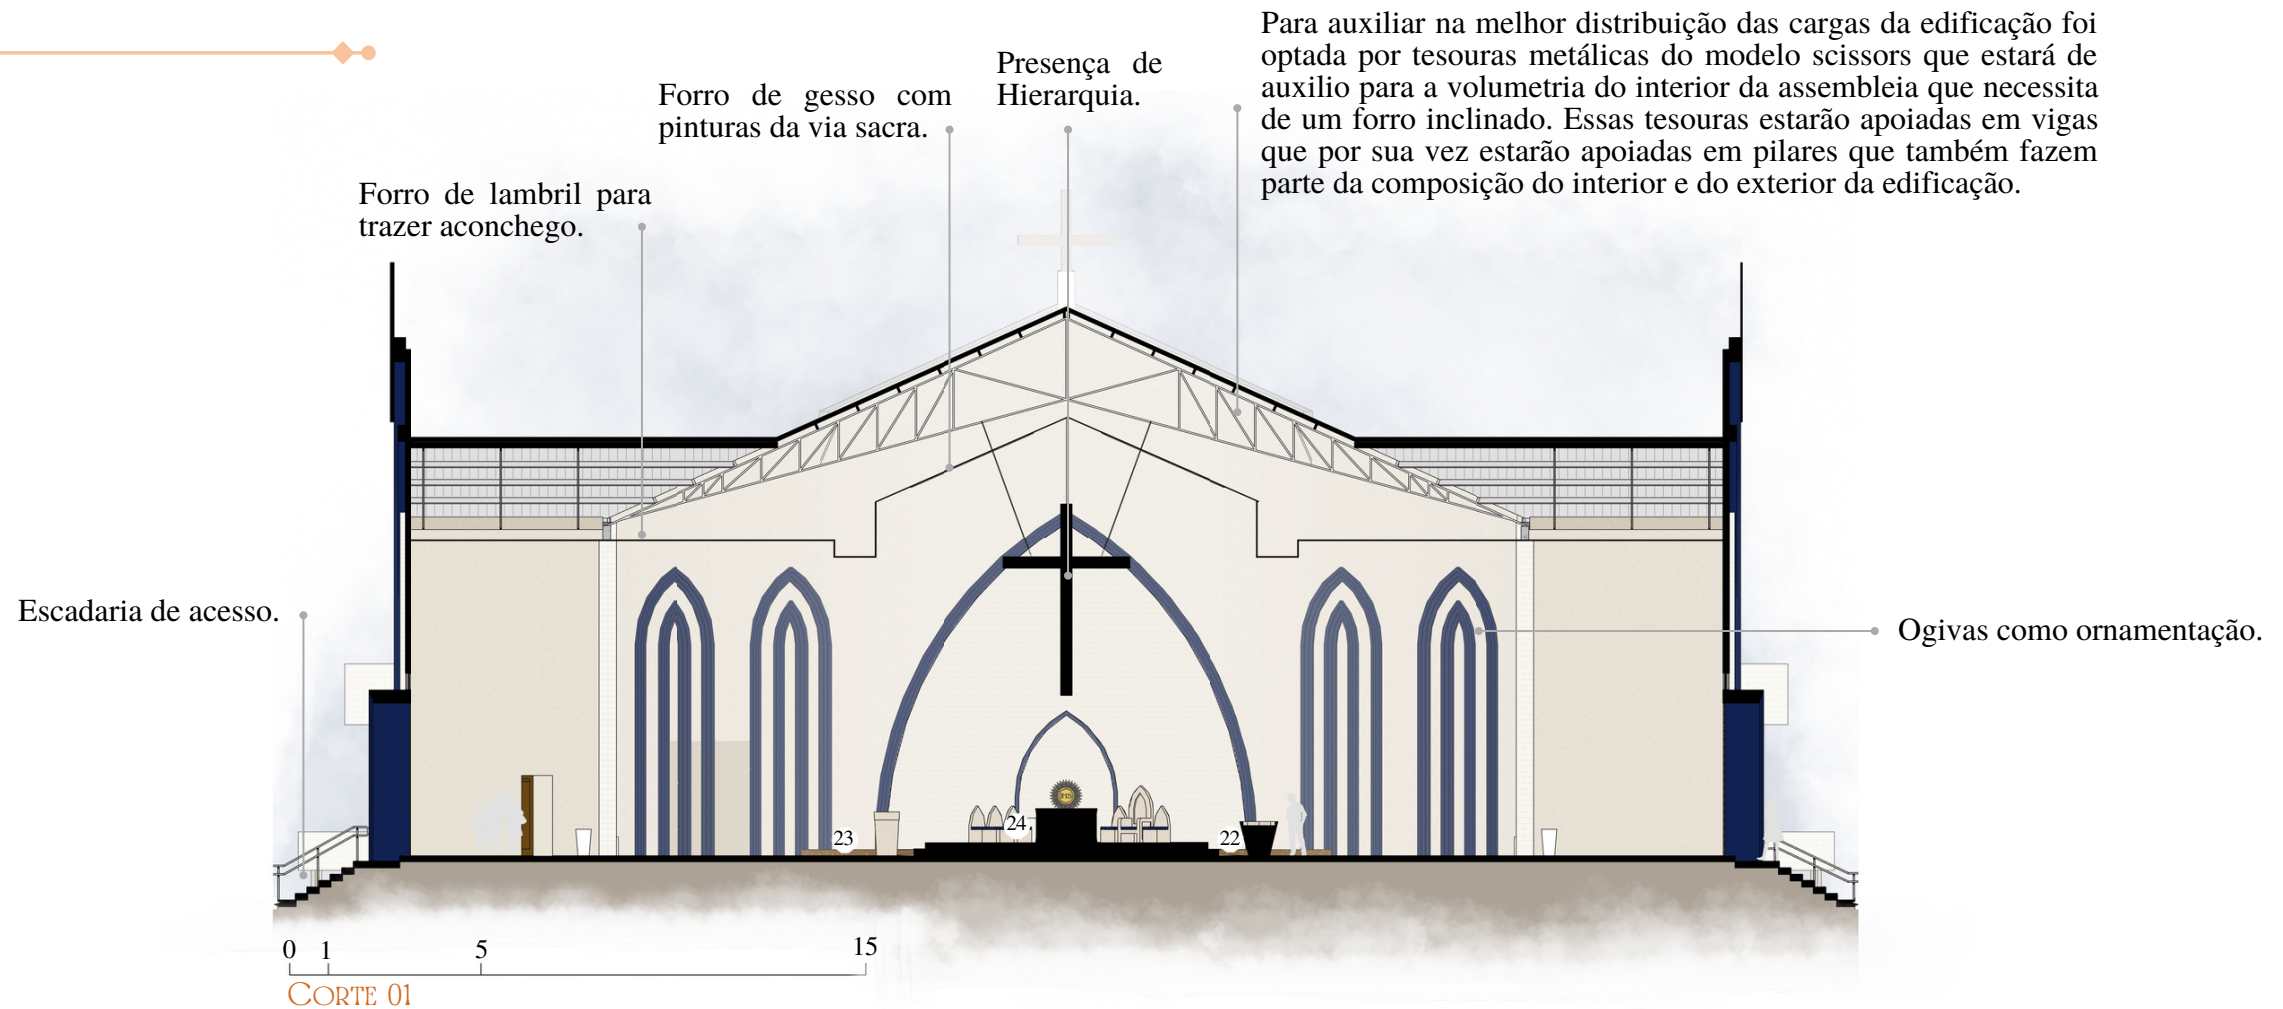 Para auxiliar na melhor distribuição das cargas da edificação foi
optada por tesouras metálicas do modelo scissors que estará de
auxilio para a volumetria do interior da assembleia que necessita
de um forro inclinado. Essas tesouras estarão apoiadas em vigas
que por sua vez estarão apoiadas em pilares que também fazem
parte da composição do interior e do exterior da edificação.
Presença de
Hierarquia.
Forro de gesso com
pinturas da via sacra.
Forro de lambril para
trazer aconchego.
Escadaria de acesso.
Ogivas como ornamentação.
23
24
22
0 1 5 15
CORTE 01